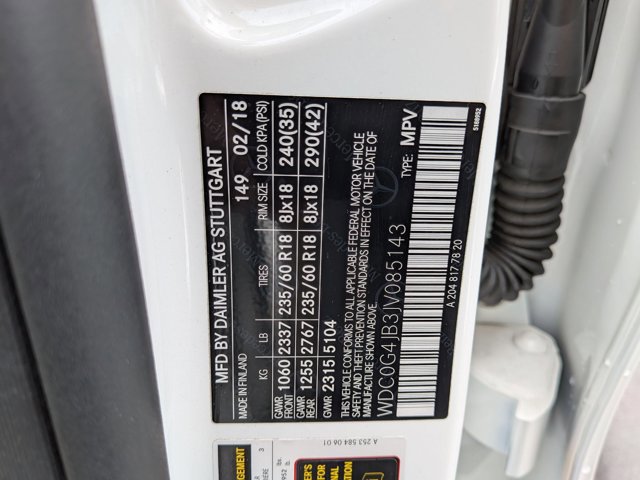 MFD BY DAIMLER AG STUTTGART
MADE IN FINLAND 149 02/18
KG LB TIRES RIM SIZE COLD KPA (PSI)
GAWR FRONT 1060 2337 235/60 R18 8Jx18 240(35)
GAWR REAR 1255 2767 235/60 R18 8Jx18 290(42)
GVWR 2315 5104
THIS VEHICLE CONFORMS TO ALL APPLICABLE FEDERAL MOTOR VEHICLE
SAFETY AND THEFT PREVENTION STANDARDS IN EFFECT ON THE DATE OF
MANUFACTURE SHOWN ABOVE.
WDC0G4JB3JV085143 TYPE: MPV
A 204 817 78 20
5168952
A 253 584 06 01